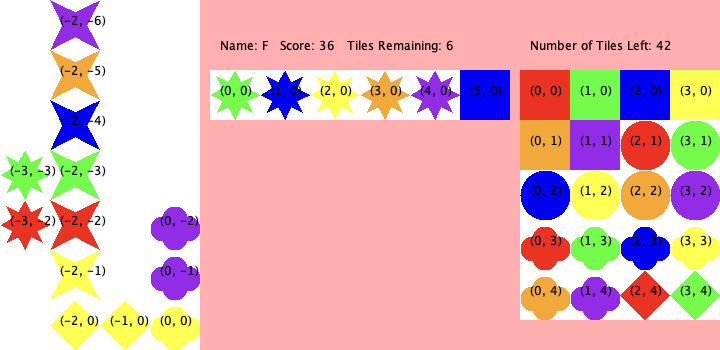 (−2, −6)
(−2, −5)
(−2, −4)
(−3, −3) (−2, −3)
(−3, −2) (−2, −2) (0, −2)
(−2, −1) (0, −1)
(−2, 0) (−1, 0) (0, 0)
Name: F Score: 36 Tiles Remaining: 6
(0, 0) (1, 0) (2, 0) (3, 0) (4, 0) (5, 0)
Number of Tiles Left: 42
(0, 0) (1, 0) (2, 0) (3, 0)
(0, 1) (1, 1) (2, 1) (3, 1)
(0, 2) (1, 2) (2, 2) (3, 2)
(0, 3) (1, 3) (2, 3) (3, 3)
(0, 4) (1, 4) (2, 4) (3, 4)